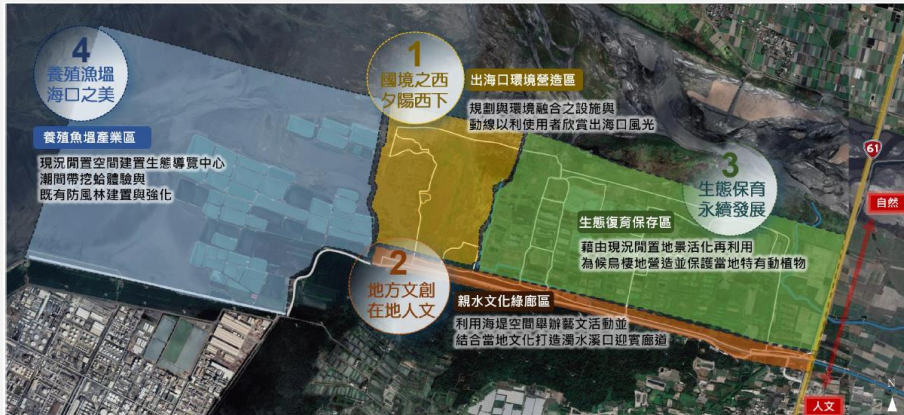 4
養殖漁塭
海口之美
養殖魚塭產業區
現況閒置空間建置生態導覽中心
潮間帶挖蛤體驗與
既有防風林建置與強化
1
國境之西
夕陽西下
出海口環境營造區
規劃與環境融合之設施與
動線以利使用者欣賞出海口風光
3
生態保育
永續發展
生態復育保存區
藉由現況閒置地景活化再利用
為候鳥棲地營造並保護當地特有動植物
2
地方文創
在地人文
親水文化綠廊區
利用海堤空間舉辦藝文活動並
結合當地文化打造濁水溪口迎賓廊道
61
自然
人文
N